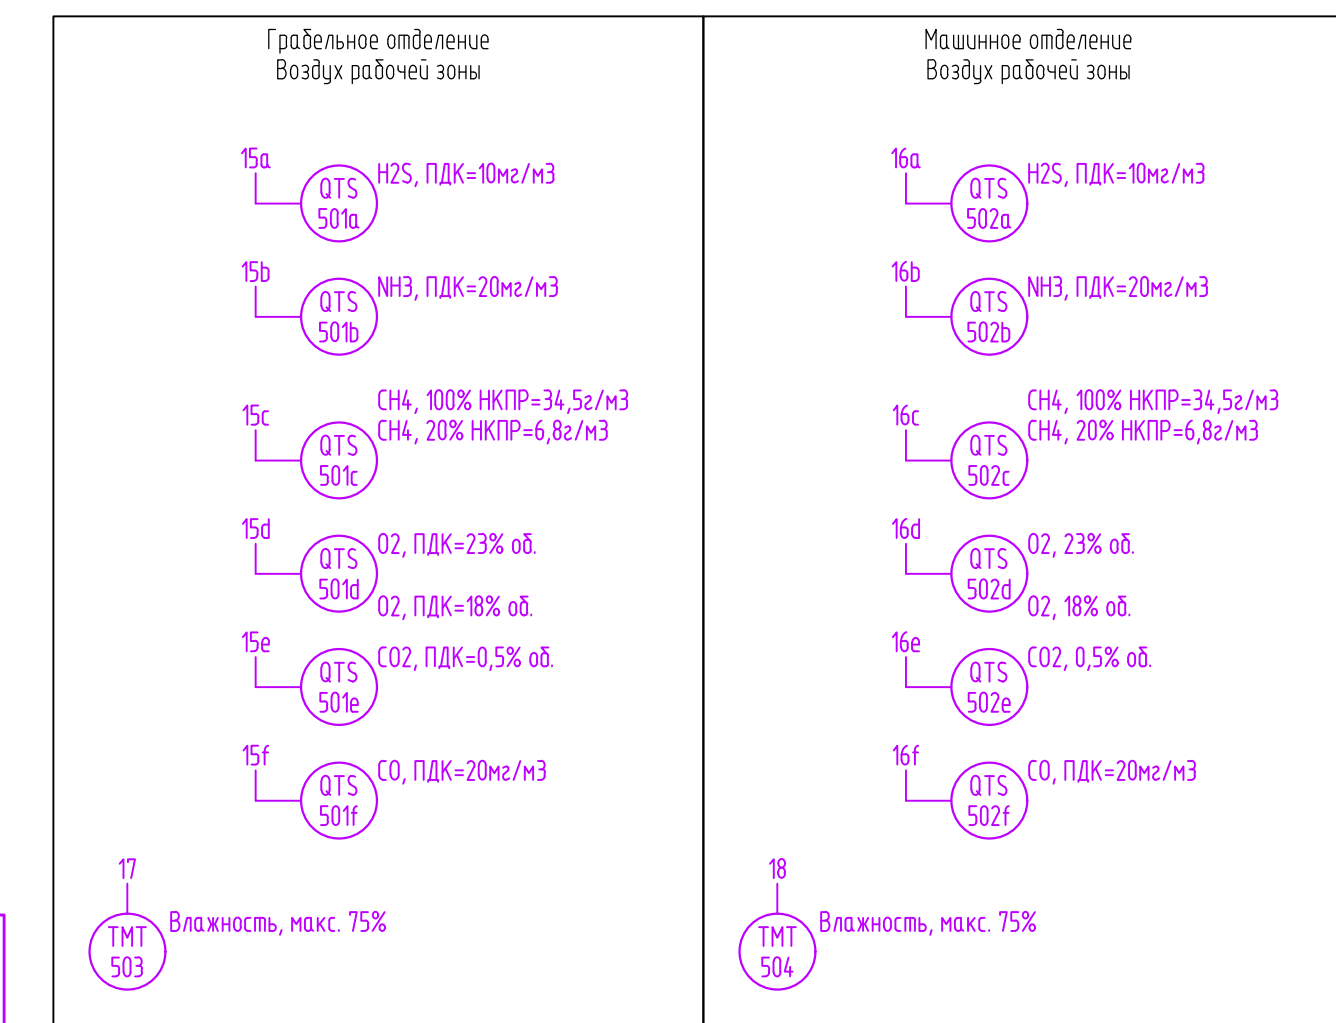 Грабельное отделение
Воздух рабочей зоны
15a
QTS
501a
H2S, ПДК=10мг/м3
15b
QTS
501b
NH3, ПДК=20мг/м3
15c
QTS
501c
CH4, 100% НКПР=34,5г/м3
CH4, 20% НКПР=6,8г/м3
15d
QTS
501d
O2, ПДК=23% об.
O2, ПДК=18% об.
15e
QTS
501e
CO2, ПДК=0,5% об.
15f
QTS
501f
CO, ПДК=20мг/м3
17
TMT
503
Влажность, макс. 75%
Машинное отделение
Воздух рабочей зоны
16a
QTS
502a
H2S, ПДК=10мг/м3
16b
QTS
502b
NH3, ПДК=20мг/м3
16c
QTS
502c
CH4, 100% НКПР=34,5г/м3
CH4, 20% НКПР=6,8г/м3
16d
QTS
502d
O2, 23% об.
O2, 18% об.
16e
QTS
502e
CO2, 0,5% об.
16f
QTS
502f
CO, ПДК=20мг/м3
18
TMT
504
Влажность, макс. 75%